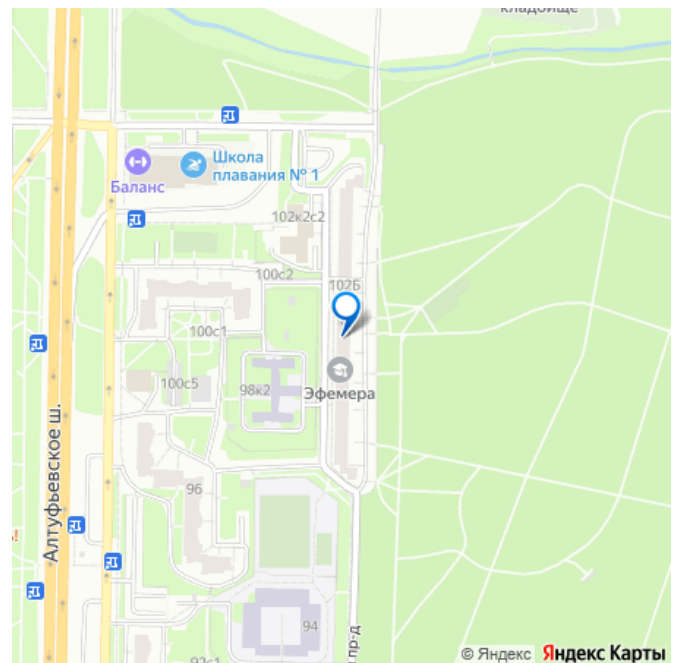 кладбище
Школа
плавания № 1
Баланс
102к2с2
100с2
102Б
100с1
100с5
98к2
Эфемера
96
Алтуфьевское ш.
94
92с1
пр-д
© Яндекс Яндекс Карты